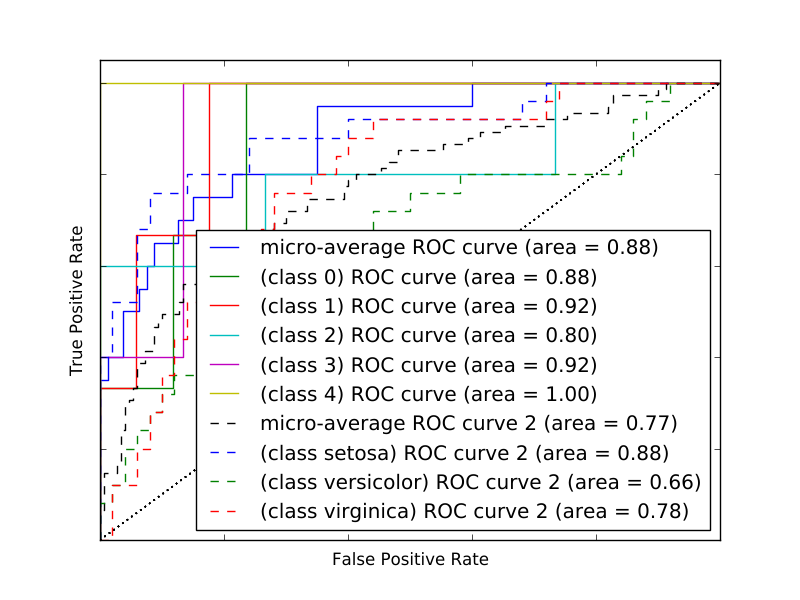 True Positive Rate
micro-average ROC curve (area = 0.88)
(class 0) ROC curve (area = 0.88)
(class 1) ROC curve (area = 0.92)
(class 2) ROC curve (area = 0.80)
(class 3) ROC curve (area = 0.92)
(class 4) ROC curve (area = 1.00)
micro-average ROC curve 2 (area = 0.77)
(class setosa) ROC curve 2 (area = 0.88)
(class versicolor) ROC curve 2 (area = 0.66)
(class virginica) ROC curve 2 (area = 0.78)
False Positive Rate